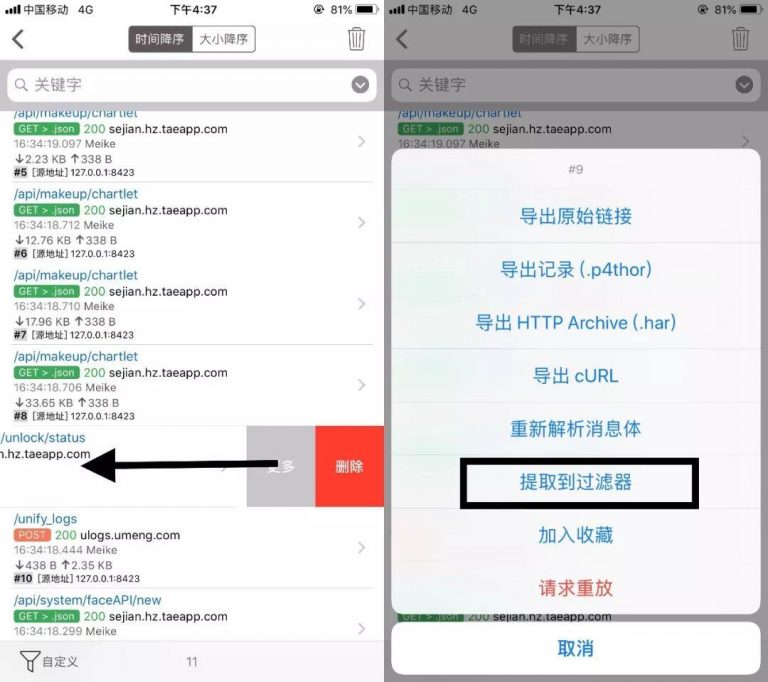 中国移动 4G 下午4:37 81%
时间降序 大小降序
关键字
/api/makeup/chartlet
GET > .json 200 sejian.hz.taeapp.com
16:34:19.097 Meike
↓2.23 KB ↑338 B
#5 [源地址] 127.0.0.1:8423
/api/makeup/chartlet
GET > .json 200 sejian.hz.taeapp.com
16:34:18.712 Meike
↓12.76 KB ↑338 B
#6 [源地址] 127.0.0.1:8423
/api/makeup/chartlet
GET > .json 200 sejian.hz.taeapp.com
16:34:18.710 Meike
↓17.96 KB ↑338 B
#7 [源地址] 127.0.0.1:8423
/api/makeup/chartlet
GET > .json 200 sejian.hz.taeapp.com
16:34:18.706 Meike
↓33.65 KB ↑338 B
#8 [源地址] 127.0.0.1:8423
/unlock/status
n.hz.taeapp.com
更多 删除
/unify_logs
POST 200 ulogs.umeng.com
16:34:18.444 Meike
↓438 B ↑2.35 KB
#10 [源地址] 127.0.0.1:8423
/api/system/faceAPI/new
GET > .json 200 sejian.hz.taeapp.com
16:34:18.299 Meike
自定义 11
中国移动 4G 下午4:37 81%
时间降序 大小降序
关键字
/api/makeup/chartlet
GET > .json 200 sejian.hz.taeapp.com
16:34:19.097 Meike
#9
导出原始链接
导出记录 (.p4thor)
导出 HTTP Archive (.har)
导出 cURL
重新解析消息体
提取到过滤器
加入收藏
请求重放
GET > .json 200 sejian.hz.taeapp.com
取消